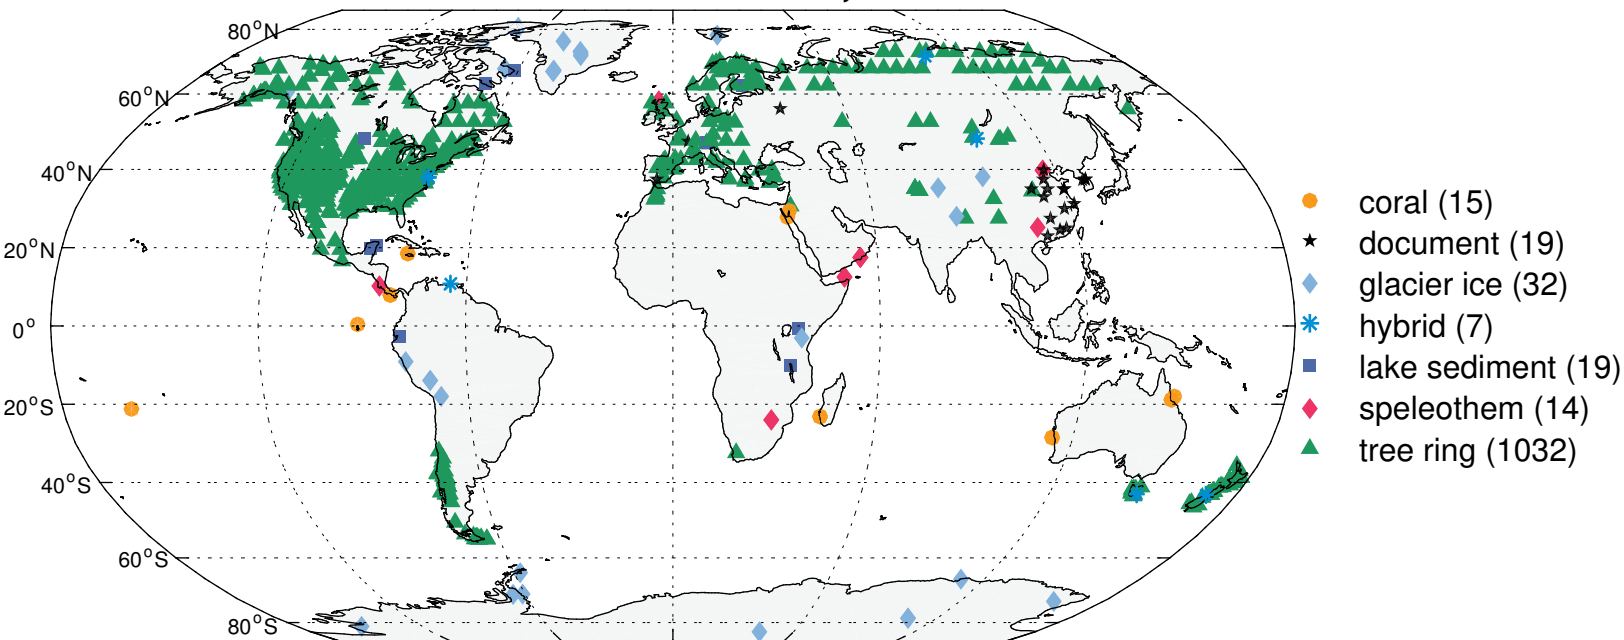 80°N
60°N
40°N
20°N
0°
20°S
40°S
60°S
80°S
coral (15)
document (19)
glacier ice (32)
hybrid (7)
lake sediment (19)
speleothem (14)
tree ring (1032)